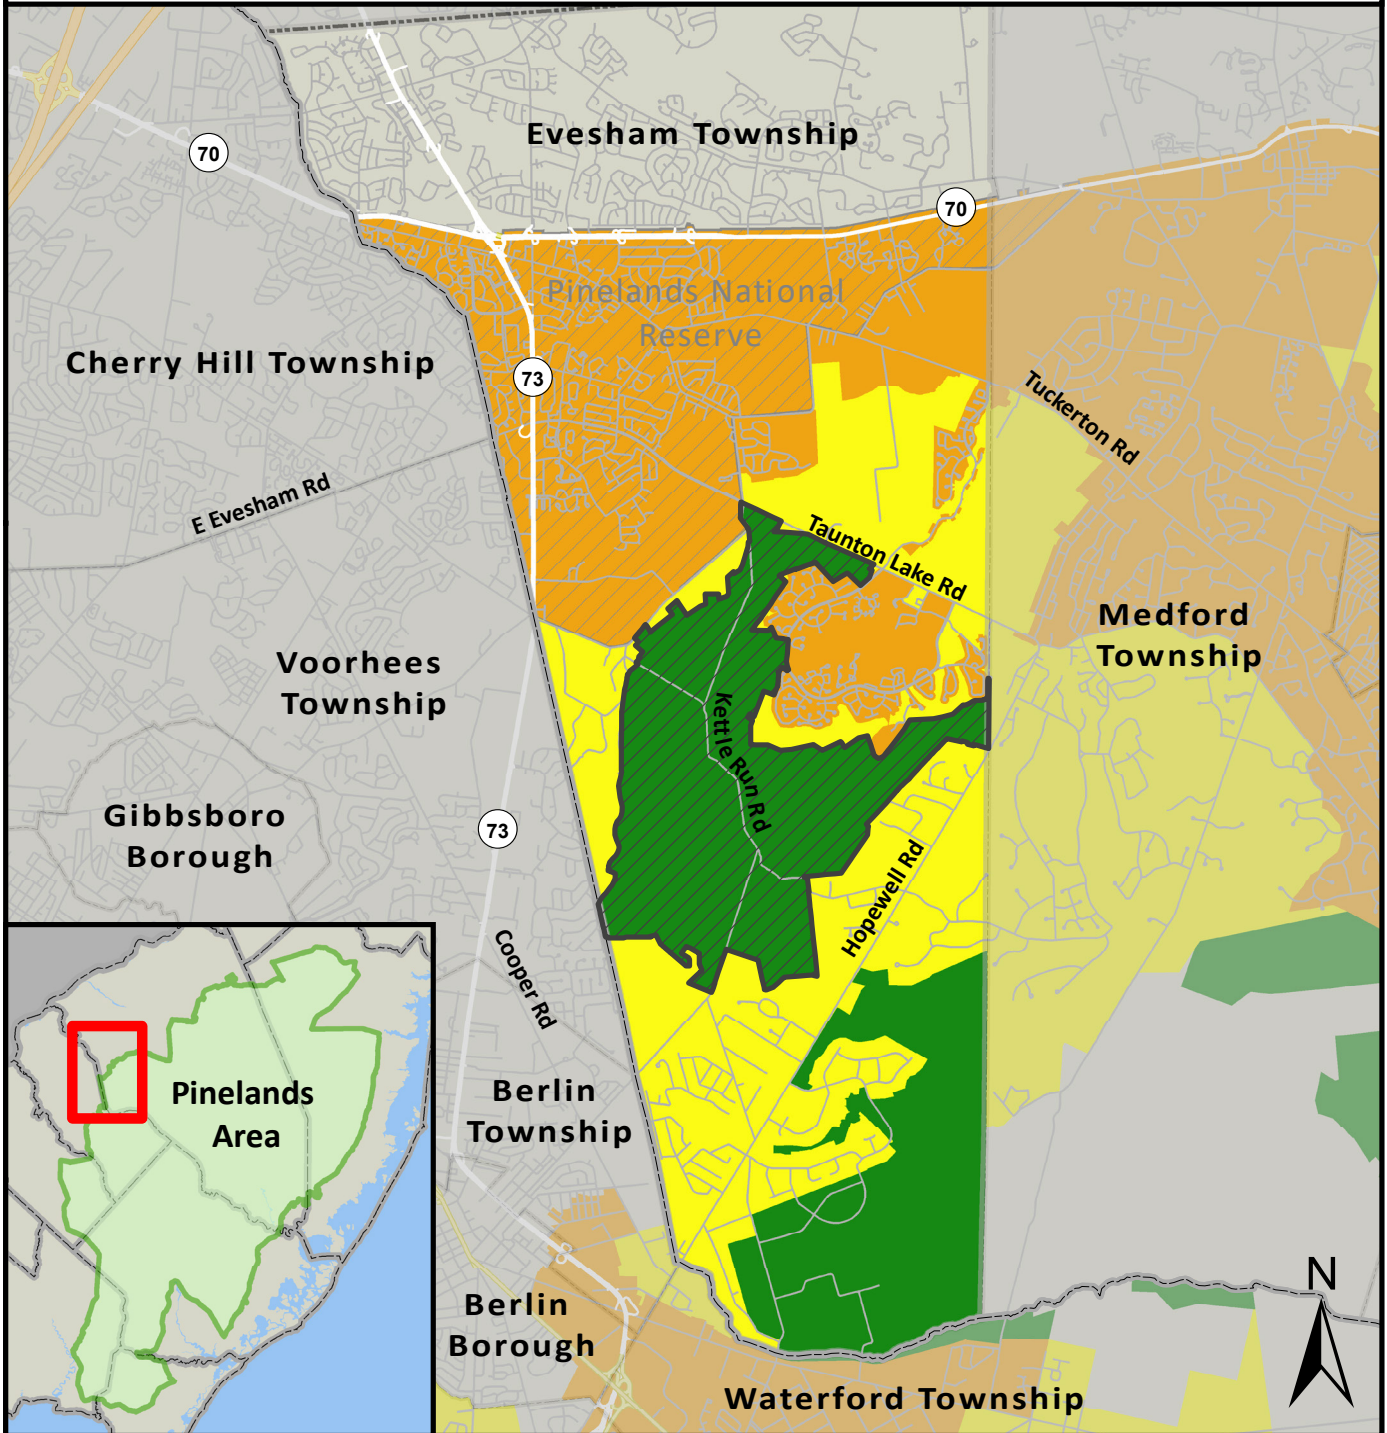 Evesham Township
70
70
Pinelands National
Reserve
Cherry Hill Township
73
Tuckerton Rd
E Evesham Rd
Taunton Lake Rd
Medford
Township
Voorhees
Township
Kettle Run Rd
Gibbsboro
Borough
73
Hopewell Rd
Cooper Rd
Pinelands
Area
Berlin
Township
N
Berlin
Borough
Waterford Township